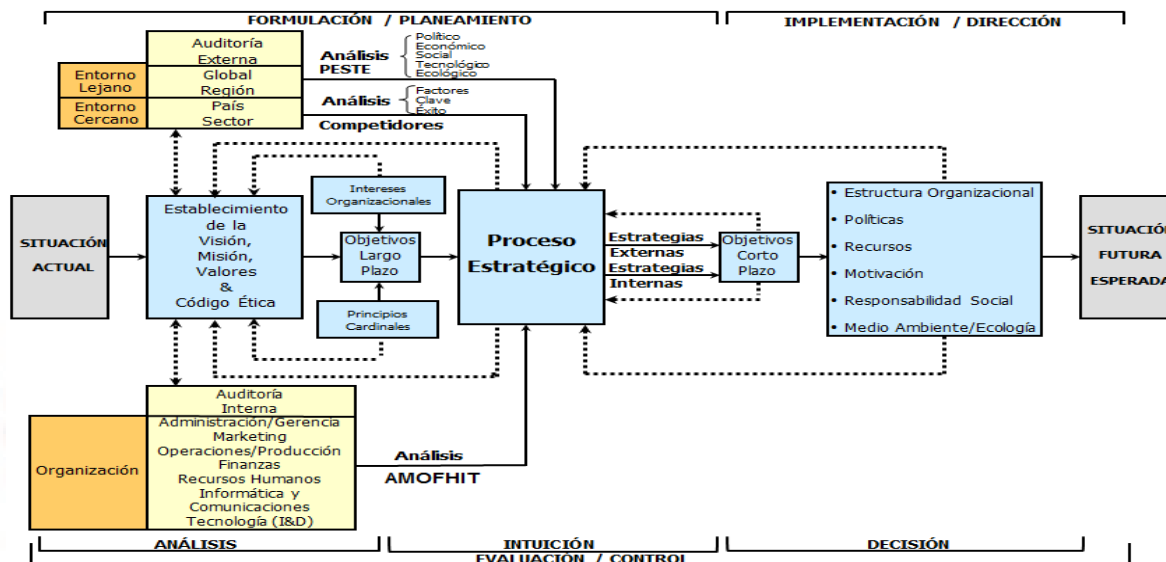 FORMULACIÓN / PLANEAMIENTO
IMPLEMENTACIÓN / DIRECCIÓN
Auditoría
Externa
Entorno
Lejano
Global
Región
Entorno
Cercano
País
Sector
Análisis
PESTE
Político
Económico
Social
Tecnológico
Ecológico
Análisis
Competidores
Factores
Clave
Éxito
SITUACIÓN
ACTUAL
Establecimiento
de la
Visión,
Misión,
Valores
&
Código Ética
Intereses
Organizacionales
Objetivos
Largo
Plazo
Principios
Cardinales
Proceso
Estratégico
Estrategias
Externas
Estrategias
Internas
Objetivos
Corto
Plazo
• Estructura Organizacional
• Políticas
• Recursos
• Motivación
• Responsabilidad Social
• Medio Ambiente/Ecología
SITUACIÓN
FUTURA
ESPERADA
Auditoría
Interna
Organización
Administración/Gerencia
Marketing
Operaciones/Producción
Finanzas
Recursos Humanos
Informática y
Comunicaciones
Tecnología (I&D)
Análisis
AMOFHIT
ANÁLISIS
INTUICIÓN
DECISIÓN
EVALUACIÓN / CONTROL